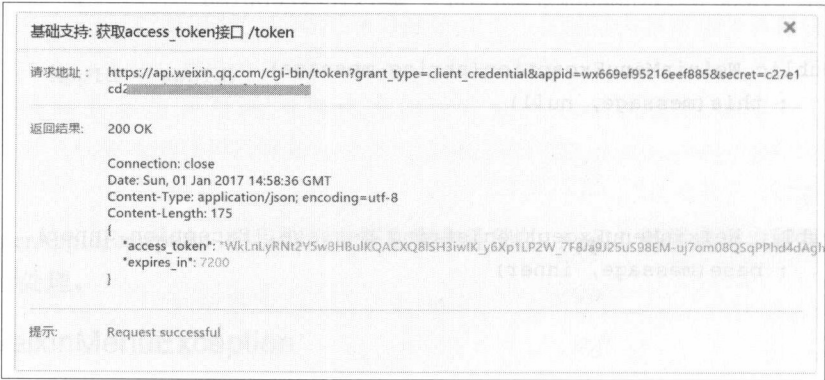 基础支持: 获取access_token接口 /token
×
请求地址： https://api.weixin.qq.com/cgi-bin/token?grant_type=client_credential&appid=wx669ef95216eef885&secret=c27e1
cd2
返回结果: 200 OK
Connection: close
Date: Sun, 01 Jan 2017 14:58:36 GMT
Content-Type: application/json; encoding=utf-8
Content-Length: 175
{
"access_token":
"expires_in": 7200
}
提示: Request successful